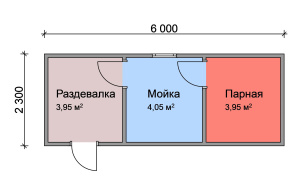 6 000
2 300
Раздевалка
3,95 м²
Мойка
4,05 м²
Парная
3,95 м²